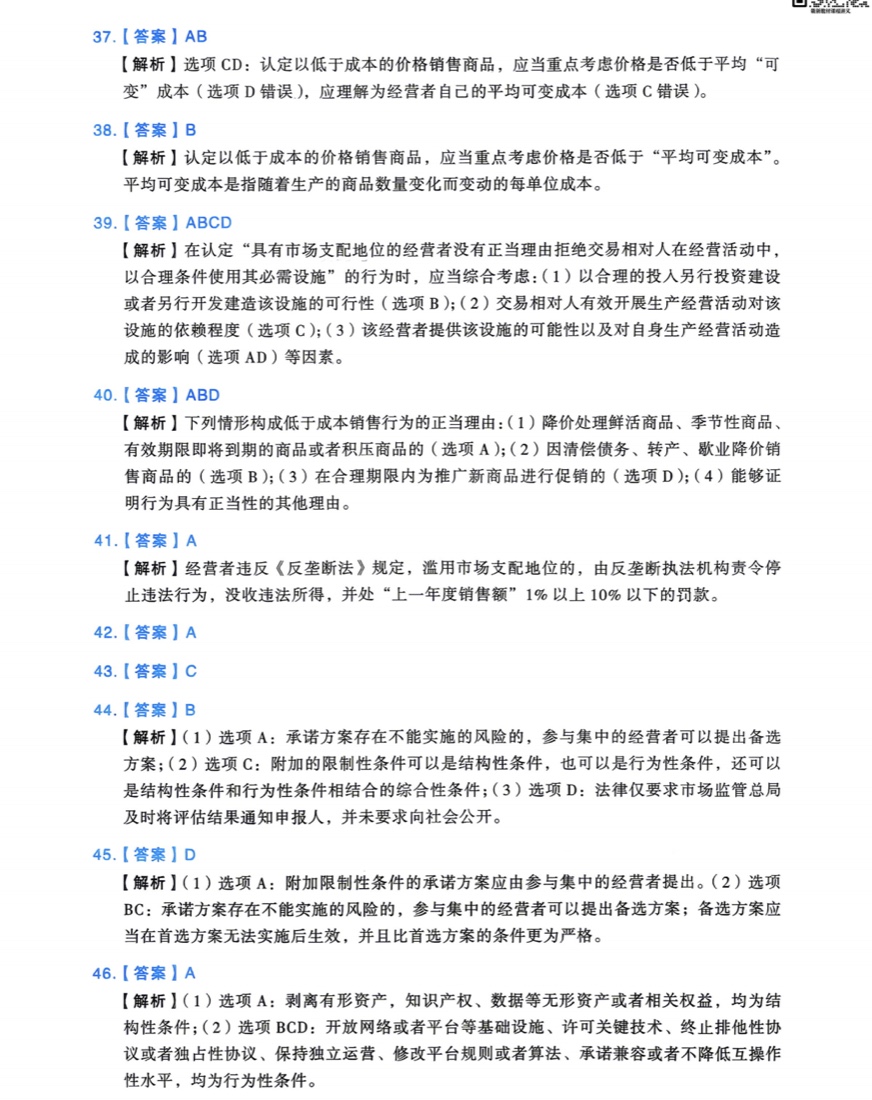 37.【答案】AB
【解析】选项 CD：认定以低于成本的价格销售商品，应当重点考虑价格是否低于平均“可
变”成本（选项 D 错误），应理解为经营者自己的平均可变成本（选项 C 错误）。
38.【答案】B
【解析】认定以低于成本的价格销售商品，应当重点考虑价格是否低于“平均可变成本”。
平均可变成本是指随着生产的商品数量变化而变动的每单位成本。
39.【答案】ABCD
【解析】在认定“具有市场支配地位的经营者没有正当理由拒绝交易相对人在经营活动中，
以合理条件使用其必需设施”的行为时，应当综合考虑：（1）以合理的投入另行投资建设
或者另行开发建造该设施的可行性（选项 B）；（2）交易相对人有效开展生产经营活动对该
设施的依赖程度（选项 C）；（3）该经营者提供该设施的可能性以及对自身生产经营活动造
成的影响（选项 AD）等因素。
40.【答案】ABD
【解析】下列情形构成低于成本销售行为的正当理由：（1）降价处理鲜活商品、季节性商品、
有效期限即将到期的商品或者积压商品的（选项 A）；（2）因清偿债务、转产、歇业降价销
售商品的（选项 B）；（3）在合理期限内为推广新商品进行促销的（选项 D）；（4）能够证
明行为具有正当性的其他理由。
41.【答案】A
【解析】经营者违反《反垄断法》规定，滥用市场支配地位的，由反垄断执法机构责令停
止违法行为，没收违法所得，并处“上一年度销售额”1% 以上 10% 以下的罚款。
42.【答案】A
43.【答案】C
44.【答案】B
【解析】（1）选项 A：承诺方案存在不能实施的风险的，参与集中的经营者可以提出备选
方案；（2）选项 C：附加的限制性条件可以是结构性条件，也可以是行为性条件，还可以
是结构性条件和行为性条件相结合的综合性条件；（3）选项 D：法律仅要求市场监管总局
及时将评估结果通知申报人，并未要求向社会公开。
45.【答案】D
【解析】（1）选项 A：附加限制性条件的承诺方案应由参与集中的经营者提出。（2）选项
BC：承诺方案存在不能实施的风险的，参与集中的经营者可以提出备选方案；备选方案应
当在首选方案无法实施后生效，并且比首选方案的条件更为严格。
46.【答案】A
【解析】（1）选项 A：剥离有形资产，知识产权、数据等无形资产或者相关权益，均为结
构性条件；（2）选项 BCD：开放网络或者平台等基础设施、许可关键技术、终止排他性协
议或者独占性协议、保持独立运营、修改平台规则或者算法、承诺兼容或者不降低互操作
性水平，均为行为性条件。